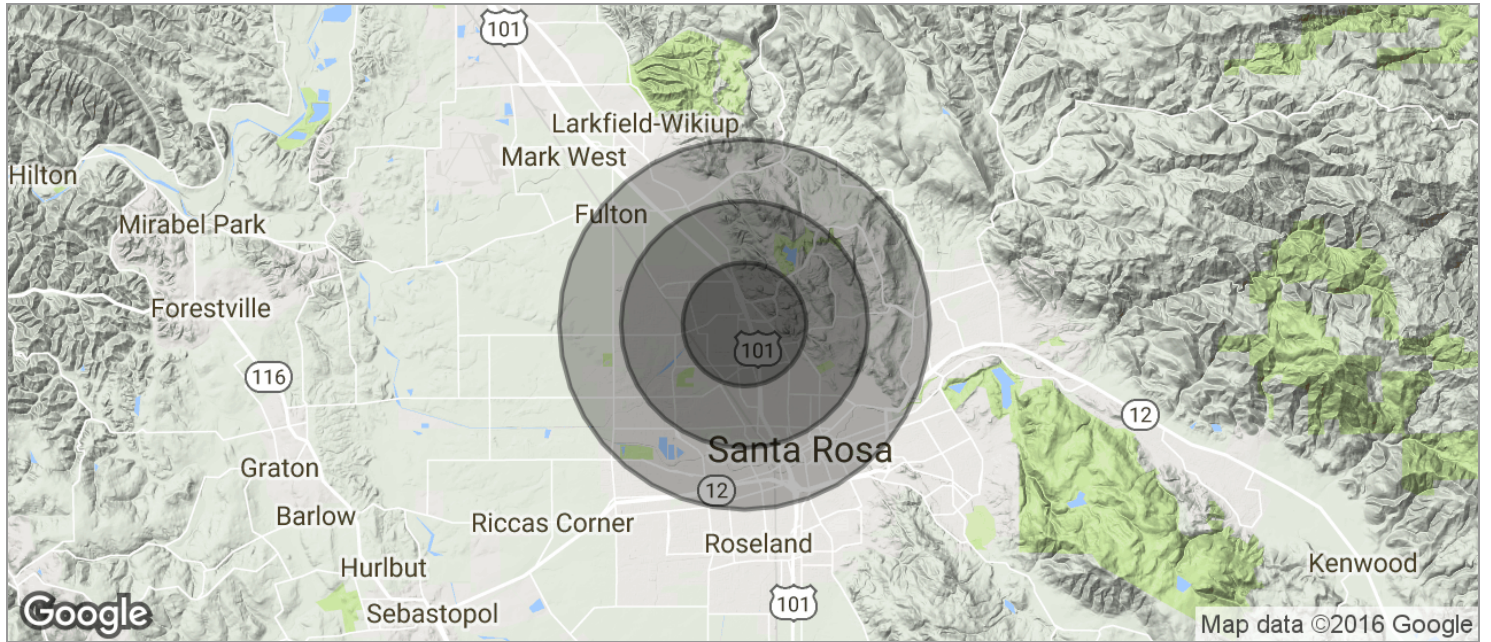 101
Larkfield-Wikiup
Mark West
Hilton
Fulton
Mirabel Park
Forestville
101
116
12
Santa Rosa
Graton
12
Barlow
Riccas Corner
Roseland
Hurlbut
Kenwood
101
Sebastopol
Google
Map data ©2016 Google